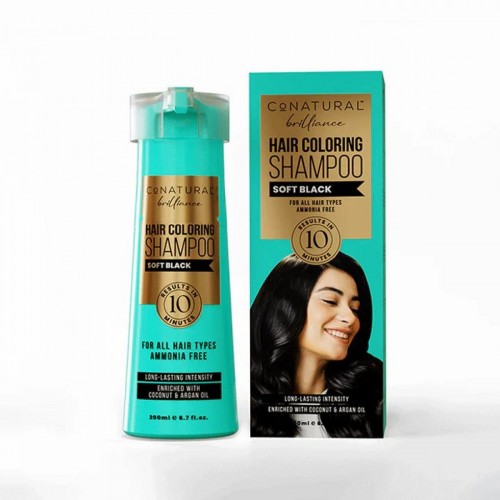 CoNATURAL
brilliance
HAIR COLORING
SHAMPOO
SOFT BLACK
RESULTS IN
10
MINUTES
FOR ALL HAIR TYPES
AMMONIA FREE
LONG-LASTING INTENSITY
ENRICHED WITH
COCONUT & ARGAN OIL
200ml e 6.7 fl.oz.
CoNATURAL
brilliance
HAIR COLORING
SHAMPOO
SOFT BLACK
FOR ALL HAIR TYPES
AMMONIA FREE
RESULTS IN
10
MINUTES
LONG-LASTING INTENSITY
ENRICHED WITH COCONUT & ARGAN OIL